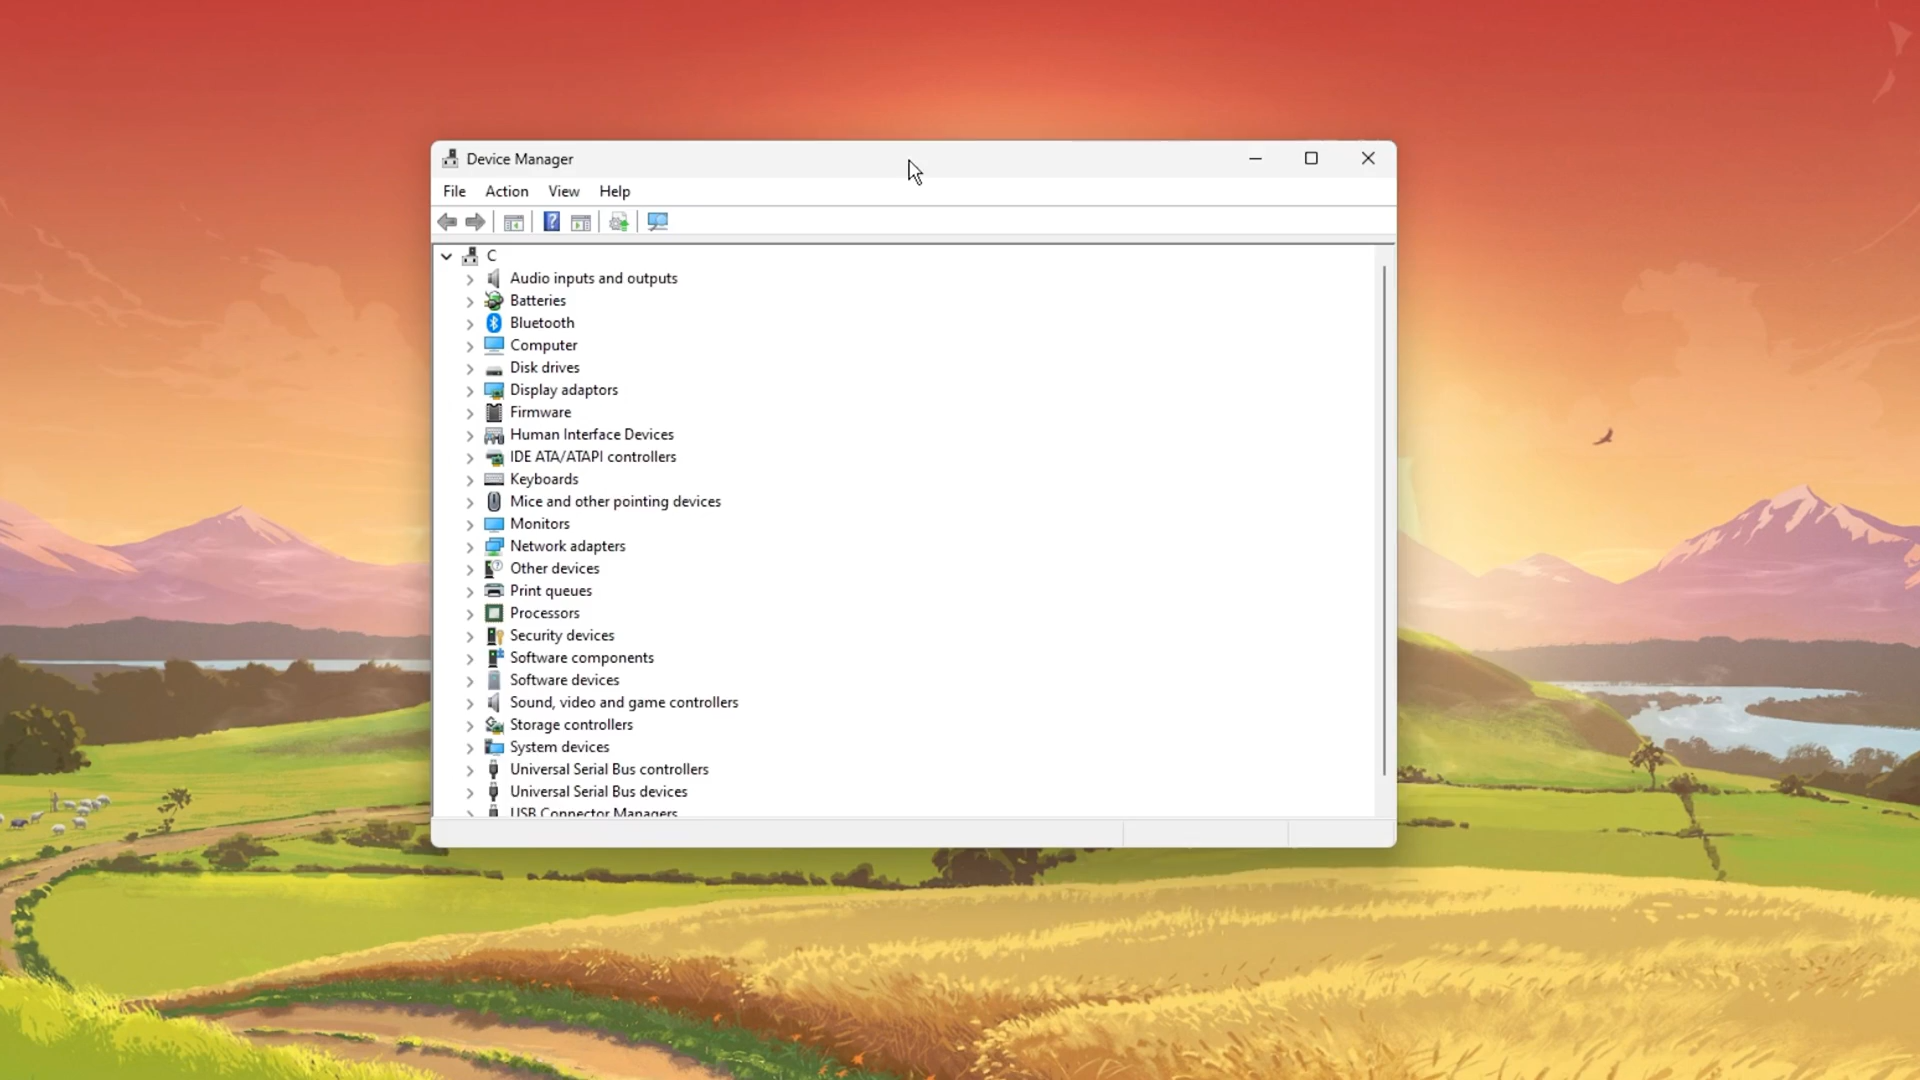 Device Manager
File Action View Help
C
Audio inputs and outputs
Batteries
Bluetooth
Computer
Disk drives
Display adaptors
Firmware
Human Interface Devices
IDE ATA/ATAPI controllers
Keyboards
Mice and other pointing devices
Monitors
Network adapters
Other devices
Print queues
Processors
Security devices
Software components
Software devices
Sound, video and game controllers
Storage controllers
System devices
Universal Serial Bus controllers
Universal Serial Bus devices
USB Connector Managers